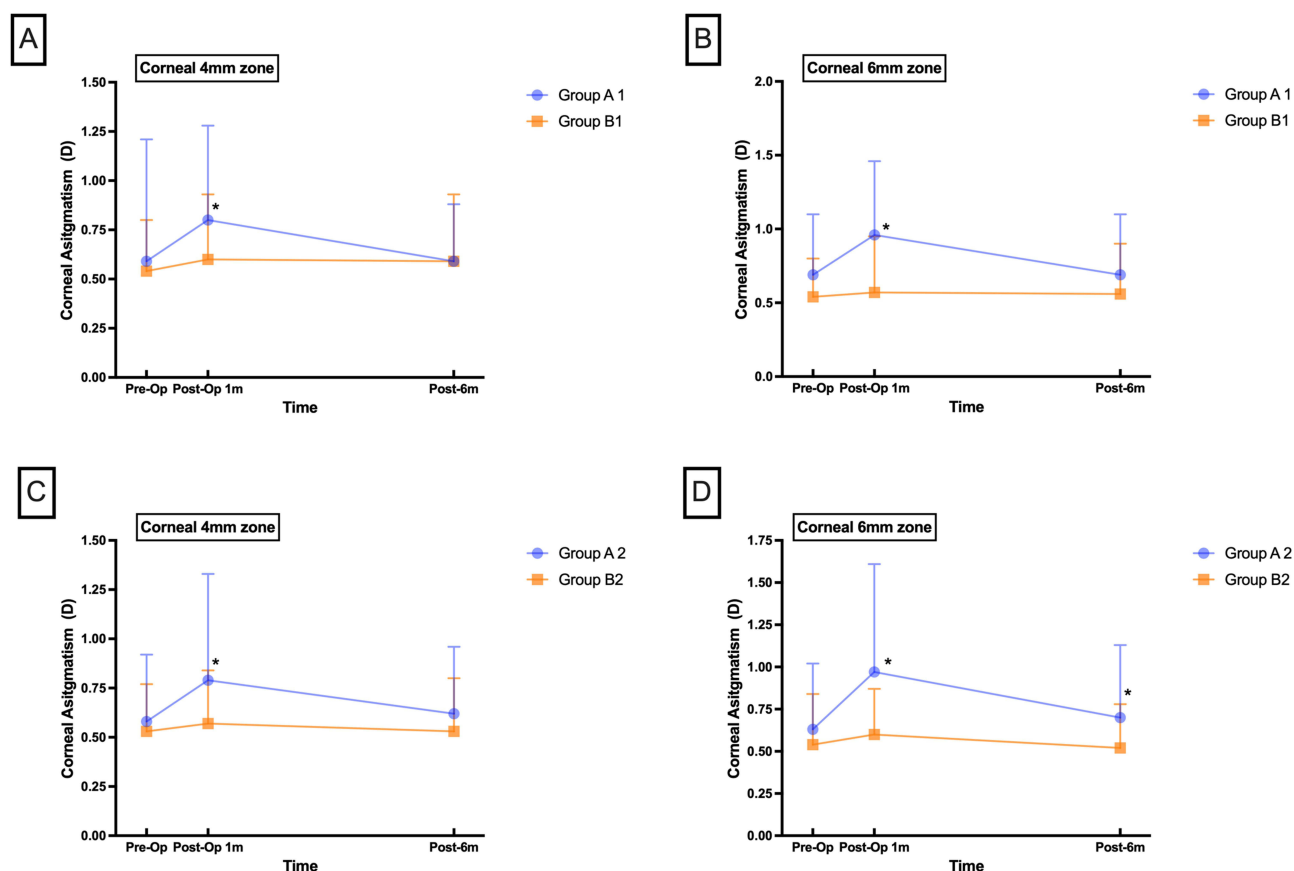 A
Corneal 4mm zone
1.50
1.25
1.00
0.75
0.50
0.25
0.00
Corneal Asitgmatism (D)
Pre-Op Post-Op 1m Post-6m
Time
Group A 1
Group B1
*
B
Corneal 6mm zone
2.0
1.5
1.0
0.5
0.0
Corneal Asitgmatism (D)
Pre-Op Post-Op 1m Post-6m
Time
Group A 1
Group B1
*
C
Corneal 4mm zone
1.50
1.25
1.00
0.75
0.50
0.25
0.00
Corneal Asitgmatism (D)
Pre-Op Post-Op 1m Post-6m
Time
Group A 2
Group B2
*
D
Corneal 6mm zone
1.75
1.50
1.25
1.00
0.75
0.50
0.25
0.00
Corneal Asitgmatism (D)
Pre-Op Post-Op 1m Post-6m
Time
Group A 2
Group B2
*
*